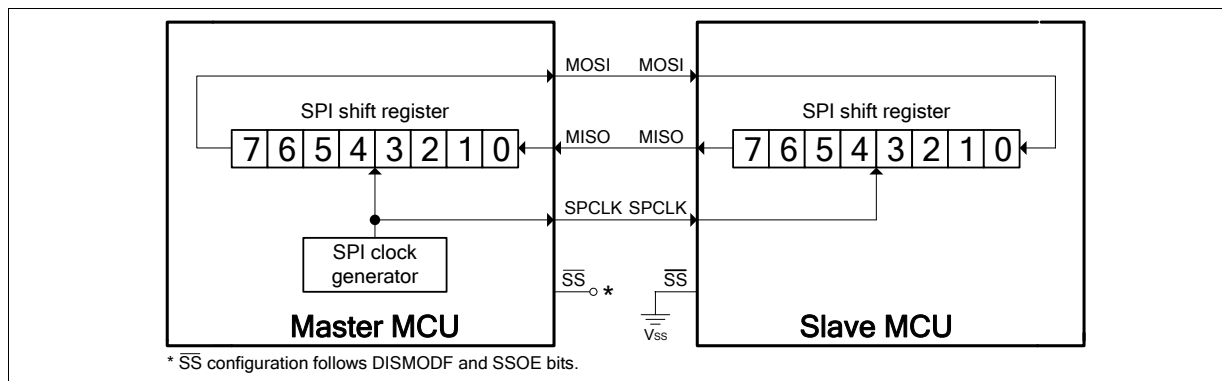 MOSI MOSI
SPI shift register SPI shift register
7 6 5 4 3 2 1 0 MISO MISO 7 6 5 4 3 2 1 0
SPCLK SPCLK
SPI clock
generator
SS * SS
Vss
Master MCU Slave MCU
* SS configuration follows DISMODF and SSOE bits.